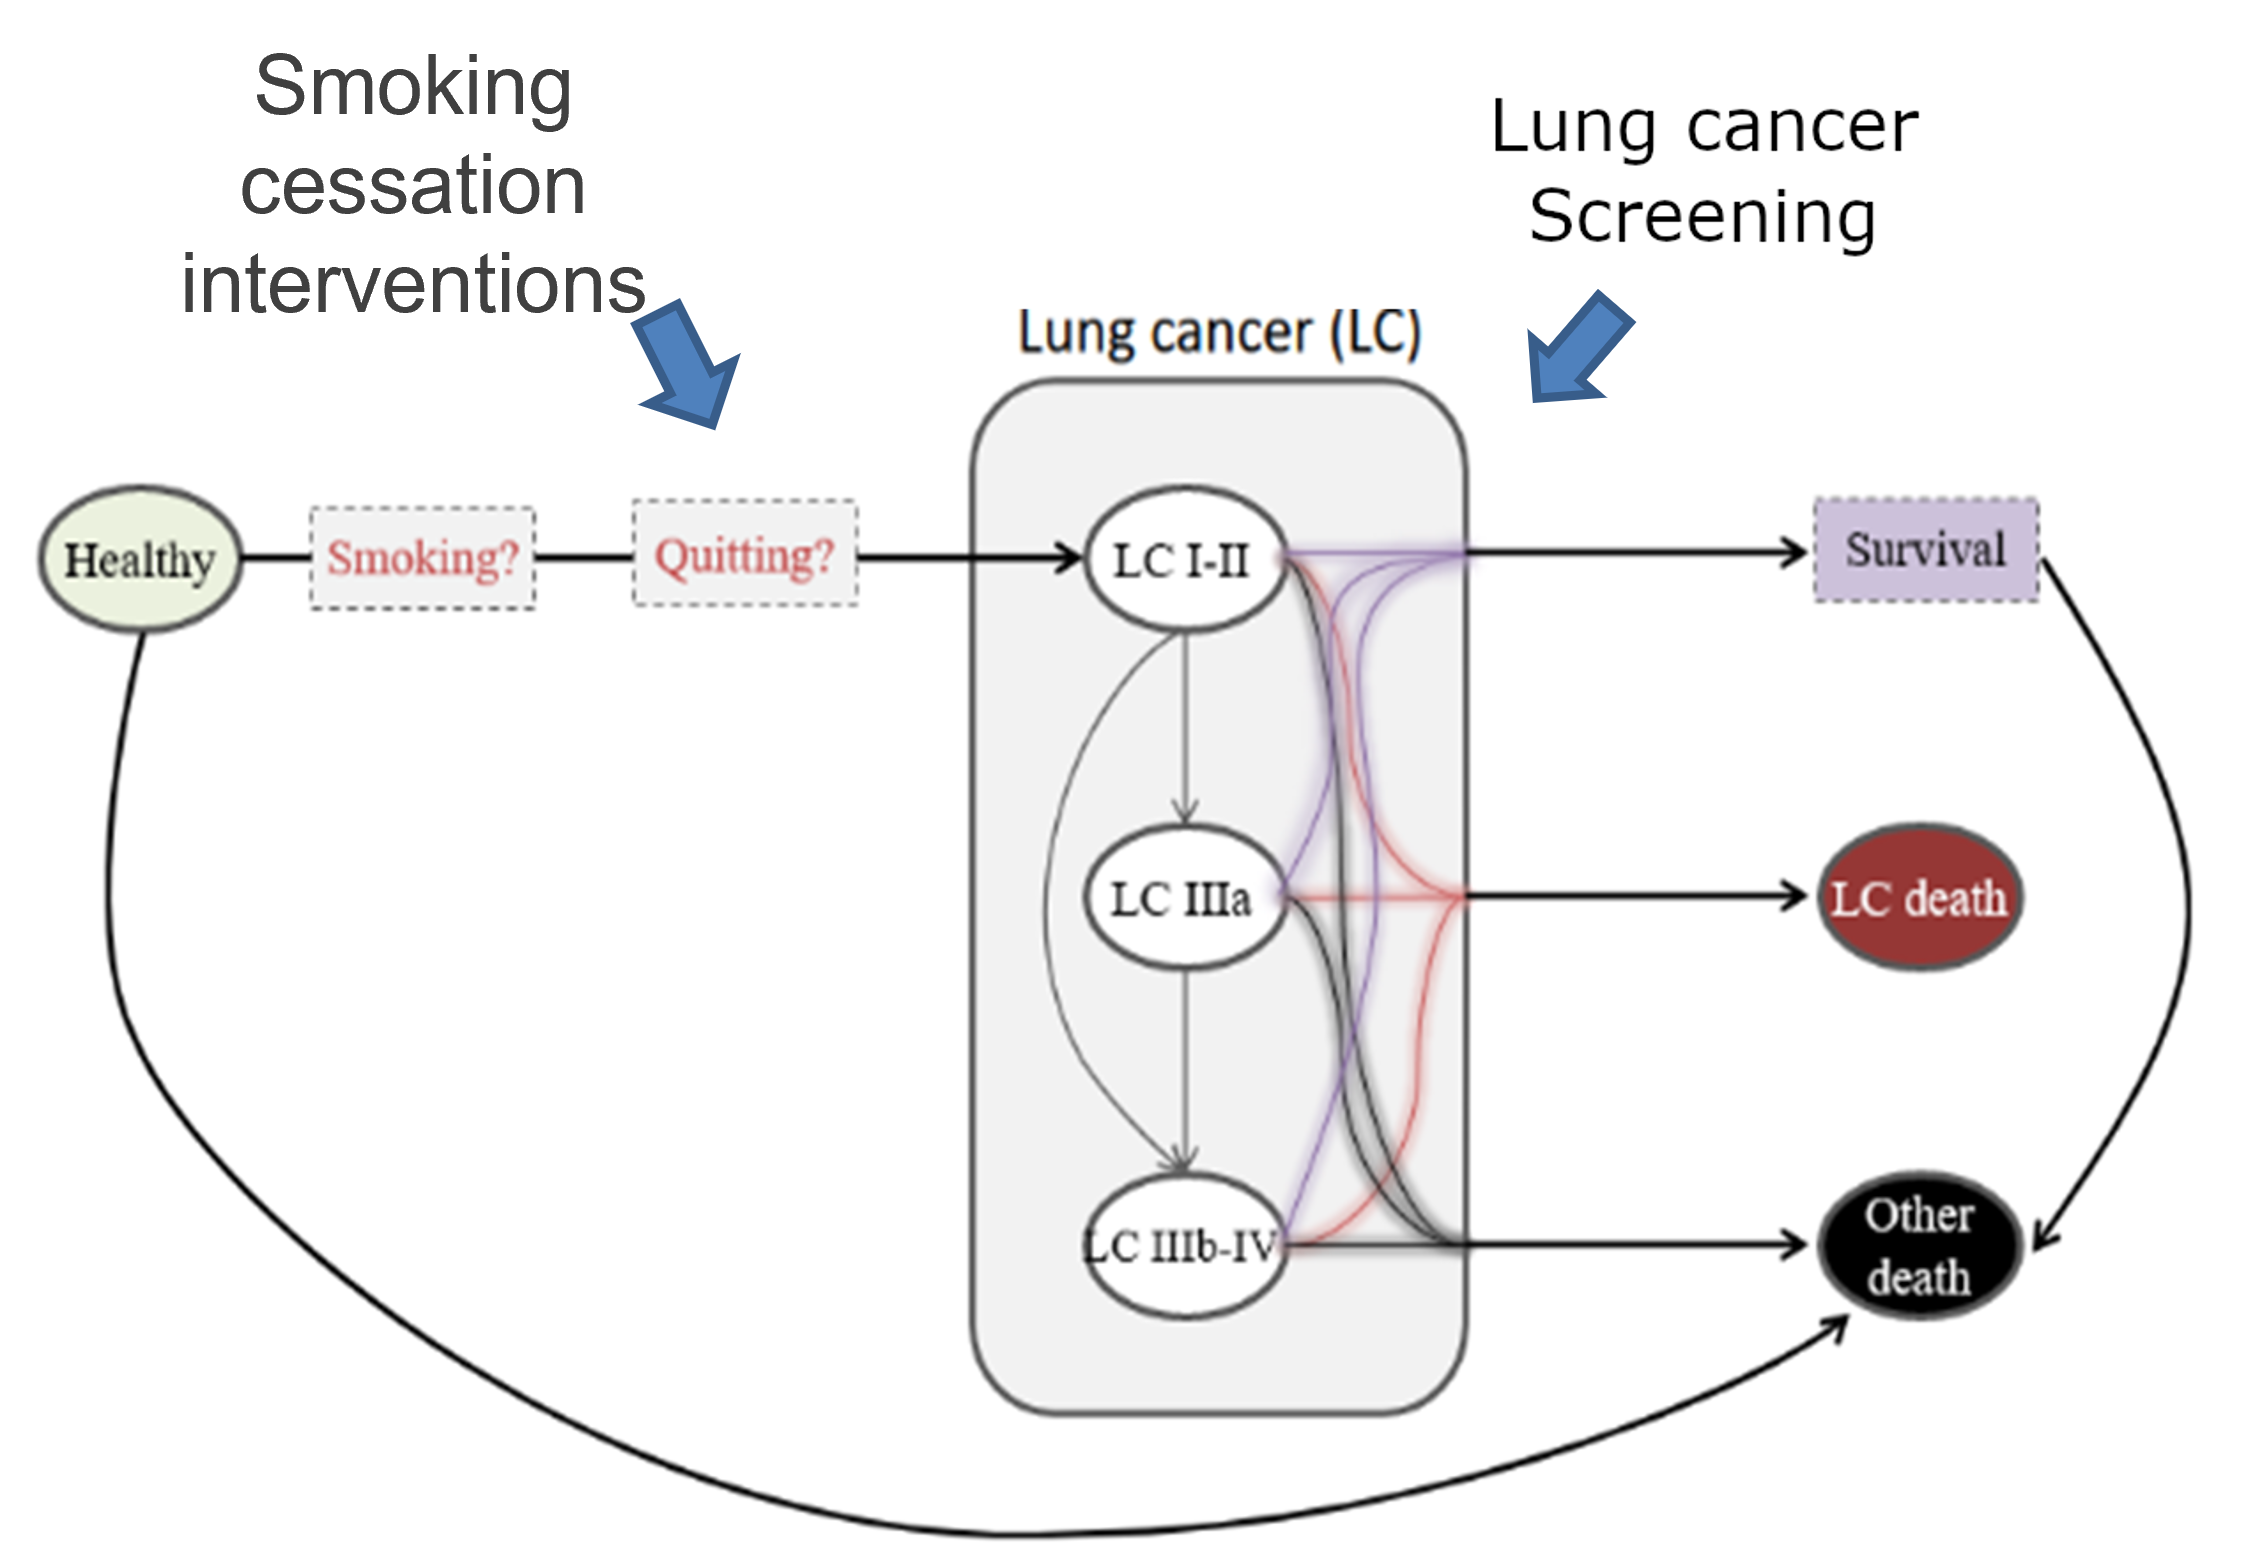 Smoking
cessation
interventions
Lung cancer
Screening
Lung cancer (LC)
Healthy
Smoking?
Quitting?
LC I-II
Survival
LC IIIa
LC death
LC IIIb-IV
Other
death